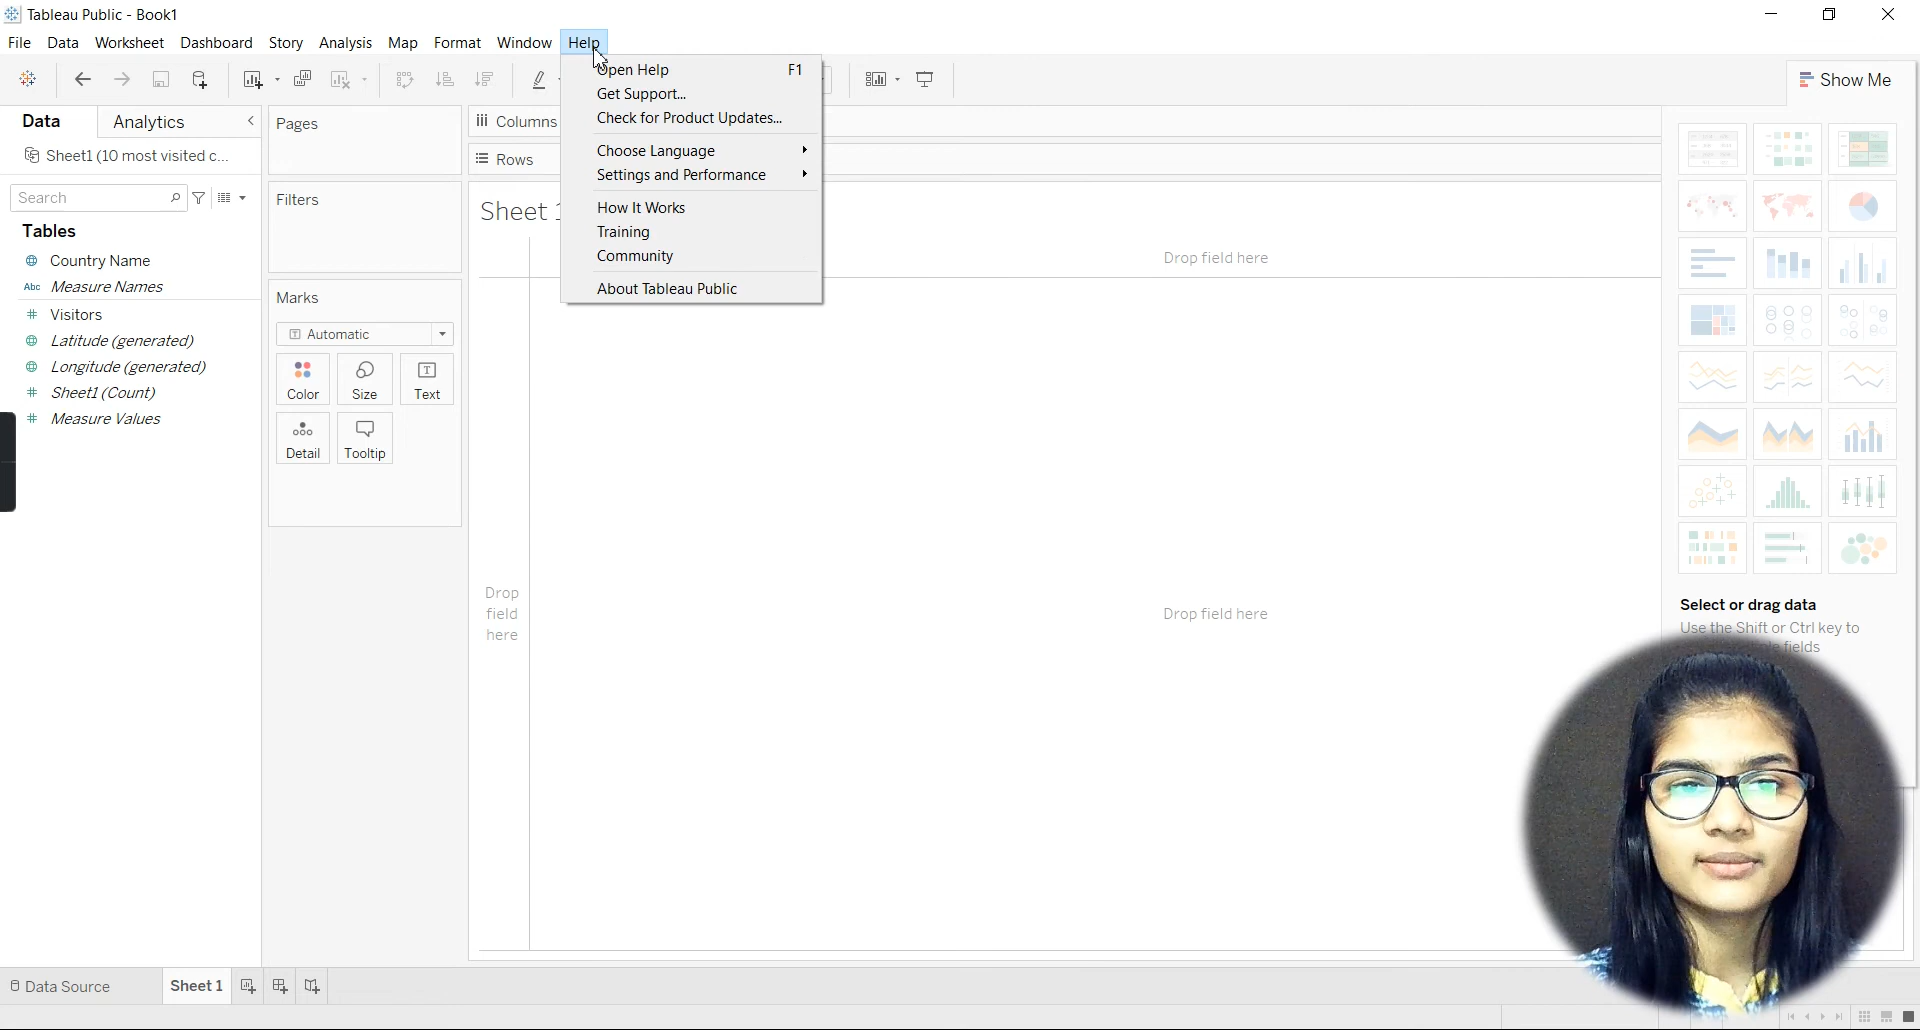 Tableau Public - Book1
File Data Worksheet Dashboard Story Analysis Map Format Window Help
Open Help F1
Get Support...
Check for Product Updates...
Choose Language
Settings and Performance
How It Works
Training
Community
About Tableau Public
Show Me
Data Analytics
Sheet1 (10 most visited c...
Search
Tables
Country Name
Abc Measure Names
Visitors
Latitude (generated)
Longitude (generated)
Sheet1 (Count)
Measure Values
Pages
Filters
Marks
Automatic
Color Size Text
Detail Tooltip
Columns
Rows
Sheet 1
Drop field here
Drop
field
here
Drop field here
Select or drag data
Use the Shift or Ctrl key to
fields
Data Source Sheet 1